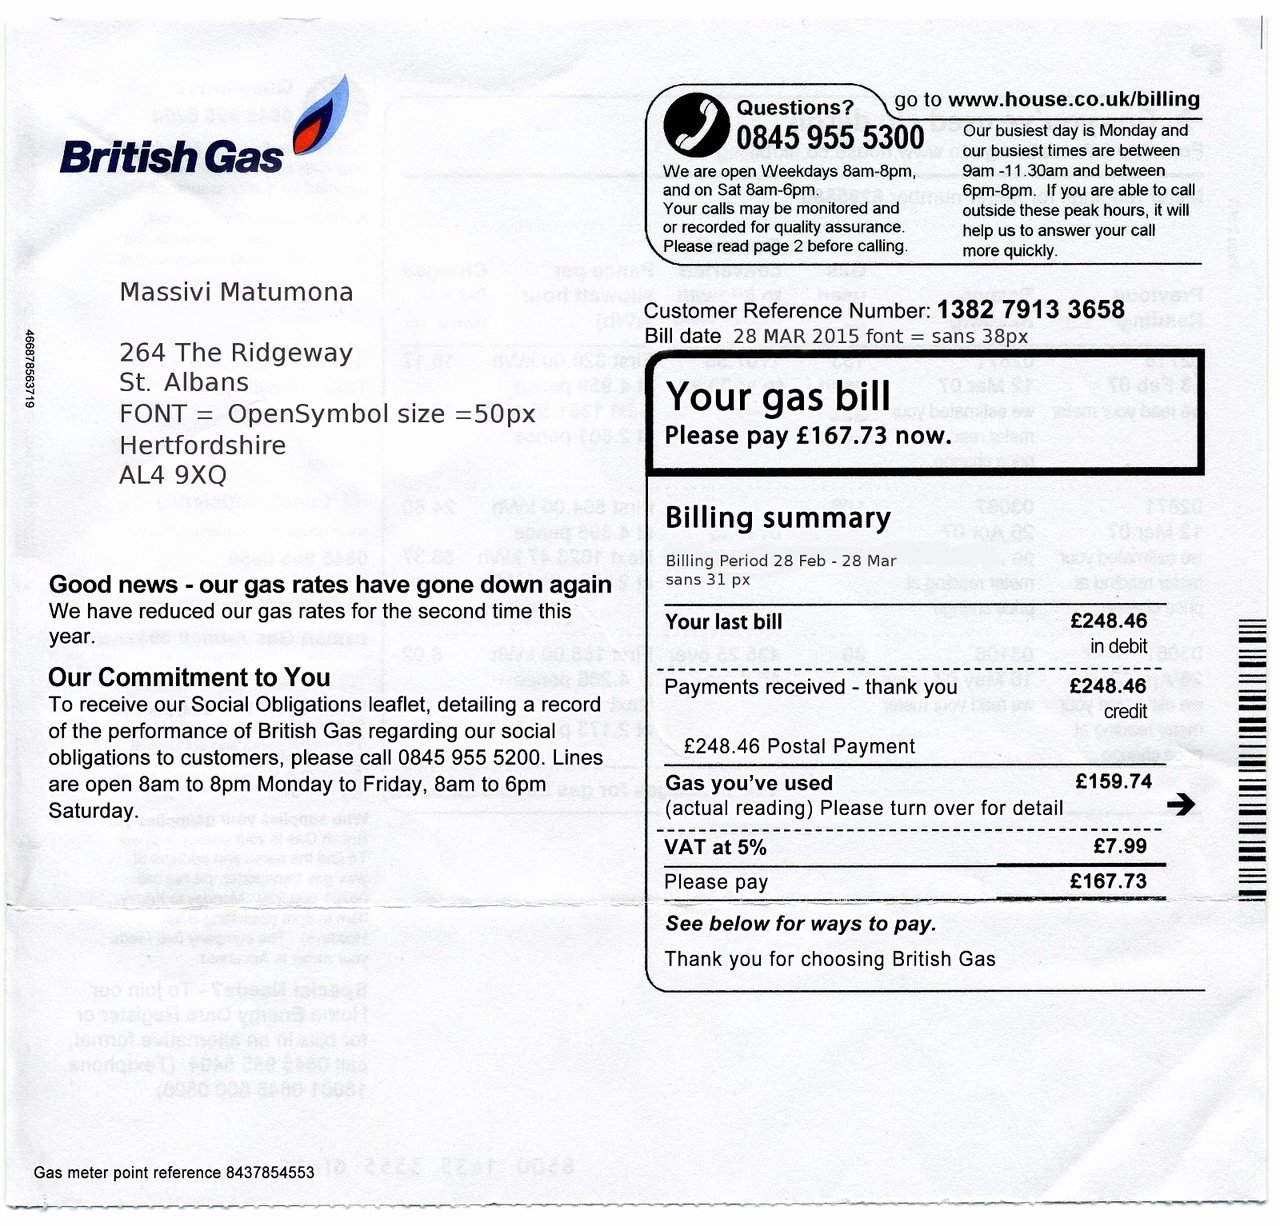 British Gas
Questions?
0845 955 5300
We are open Weekdays 8am-8pm,
and on Sat 8am-6pm.
Your calls may be monitored and
or recorded for quality assurance.
Please read page 2 before calling.
go to www.house.co.uk/billing
Our busiest day is Monday and
our busiest times are between
9am -11.30am and between
6pm-8pm. If you are able to call
outside these peak hours, it will
help us to answer your call
more quickly.
Massivi Matumona
264 The Ridgeway
St. Albans
FONT = OpenSymbol size =50px
Hertfordshire
AL4 9XQ
466878563719
Customer Reference Number: 1382 7913 3658
Bill date 28 MAR 2015 font = sans 38px
Your gas bill
Please pay £167.73 now.
Billing summary
Billing Period 28 Feb - 28 Mar
sans 31 px
Your last bill £248.46
in debit
Payments received - thank you £248.46
credit
£248.46 Postal Payment
Gas you've used £159.74
(actual reading) Please turn over for detail
VAT at 5% £7.99
Please pay £167.73
See below for ways to pay.
Thank you for choosing British Gas
Good news - our gas rates have gone down again
We have reduced our gas rates for the second time this
year.
Our Commitment to You
To receive our Social Obligations leaflet, detailing a record
of the performance of British Gas regarding our social
obligations to customers, please call 0845 955 5200. Lines
are open 8am to 8pm Monday to Friday, 8am to 6pm
Saturday.
Gas meter point reference 8437854553